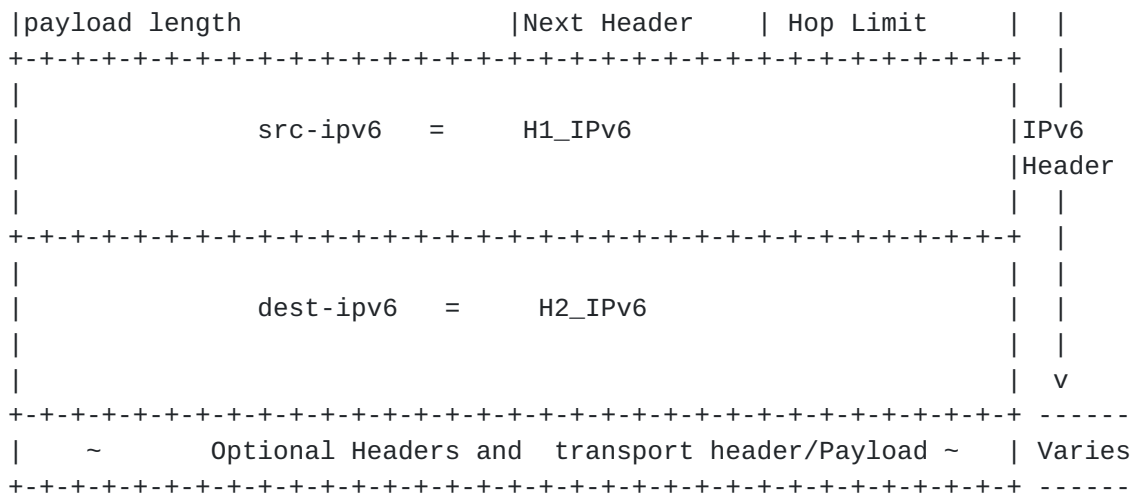 |payload length                 |Next Header    | Hop Limit     |  |
+-+-+-+-+-+-+-+-+-+-+-+-+-+-+-+-+-+-+-+-+-+-+-+-+-+-+-+-+-+-+-+-+  |
|                                                               |  |
|               src-ipv6   =     H1_IPv6                        |IPv6
|                                                               |Header
|                                                               |  |
+-+-+-+-+-+-+-+-+-+-+-+-+-+-+-+-+-+-+-+-+-+-+-+-+-+-+-+-+-+-+-+-+  |
|                                                               |  |
|               dest-ipv6   =     H2_IPv6                       |  |
|                                                               |  |
|                                                               |  v
+-+-+-+-+-+-+-+-+-+-+-+-+-+-+-+-+-+-+-+-+-+-+-+-+-+-+-+-+-+-+-+-+ ------
|    ~       Optional Headers and  transport header/Payload ~   | Varies
+-+-+-+-+-+-+-+-+-+-+-+-+-+-+-+-+-+-+-+-+-+-+-+-+-+-+-+-+-+-+-+-+ ------